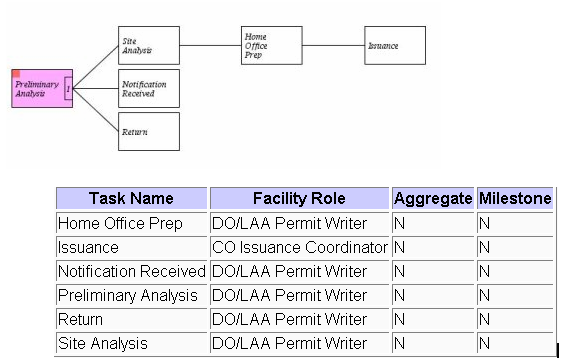 Site
Analysis
Home
Office
Prep
Issuance
Preliminary
Analysis
1
Notification
Received
Return
Task Name Facility Role Aggregate Milestone
Home Office Prep DO/LAA Permit Writer N N
Issuance CO Issuance Coordinator N N
Notification Received DO/LAA Permit Writer N N
Preliminary Analysis DO/LAA Permit Writer N N
Return DO/LAA Permit Writer N N
Site Analysis DO/LAA Permit Writer N N